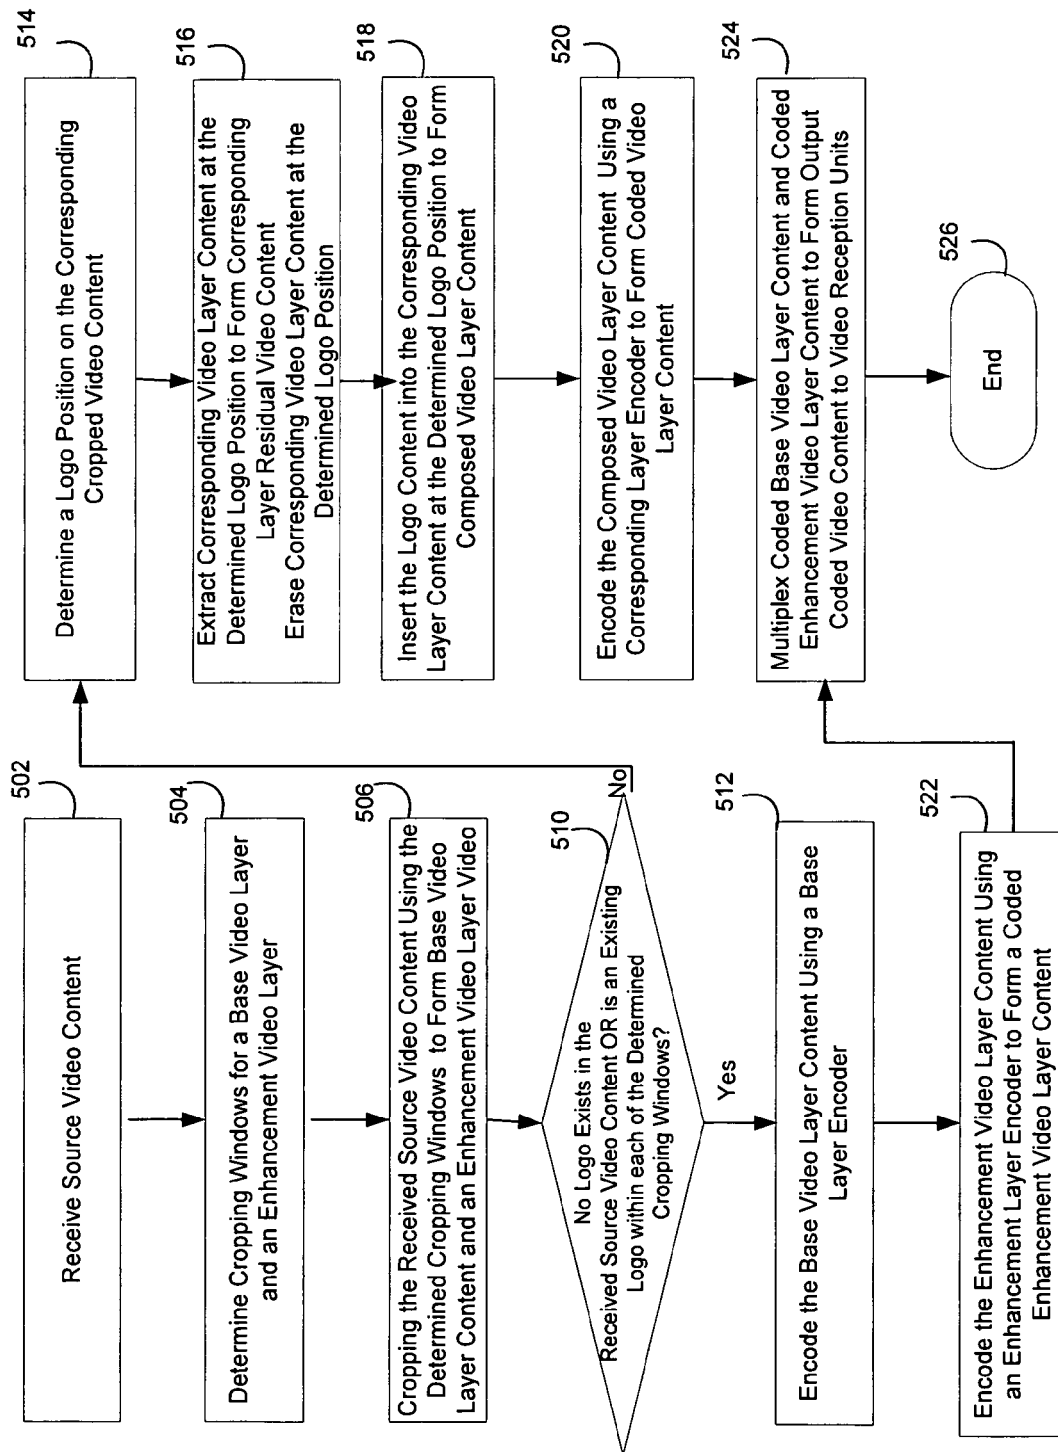 502
Receive Source Video Content
504
Determine Cropping Windows for a Base Video Layer
and an Enhancement Video Layer
506
Cropping the Received Source Video Content Using the
Determined Cropping Windows to Form Base Video
Layer Content and an Enhancement Video Layer Video
510
No Logo Exists in the
Received Source Video Content OR is an Existing
Logo within each of the Determined
Cropping Windows?
No
Yes
512
Encode the Base Video Layer Content Using a Base
Layer Encoder
522
Encode the Enhancement Video Layer Content Using
an Enhancement Layer Encoder to Form a Coded
Enhancement Video Layer Content
514
Determine a Logo Position on the Corresponding
Cropped Video Content
516
Extract Corresponding Video Layer Content at the
Determined Logo Position to Form Corresponding
Layer Residual Video Content
Erase Corresponding Video Layer Content at the
Determined Logo Position
518
Insert the Logo Content into the Corresponding Video
Layer Content at the Determined Logo Position to Form
Composed Video Layer Content
520
Encode the Composed Video Layer Content Using a
Corresponding Layer Encoder to Form Coded Video
Layer Content
524
Multiplex Coded Base Video Layer Content and Coded
Enhancement Video Layer Content to Form Output
Coded Video Content to Video Reception Units
526
End